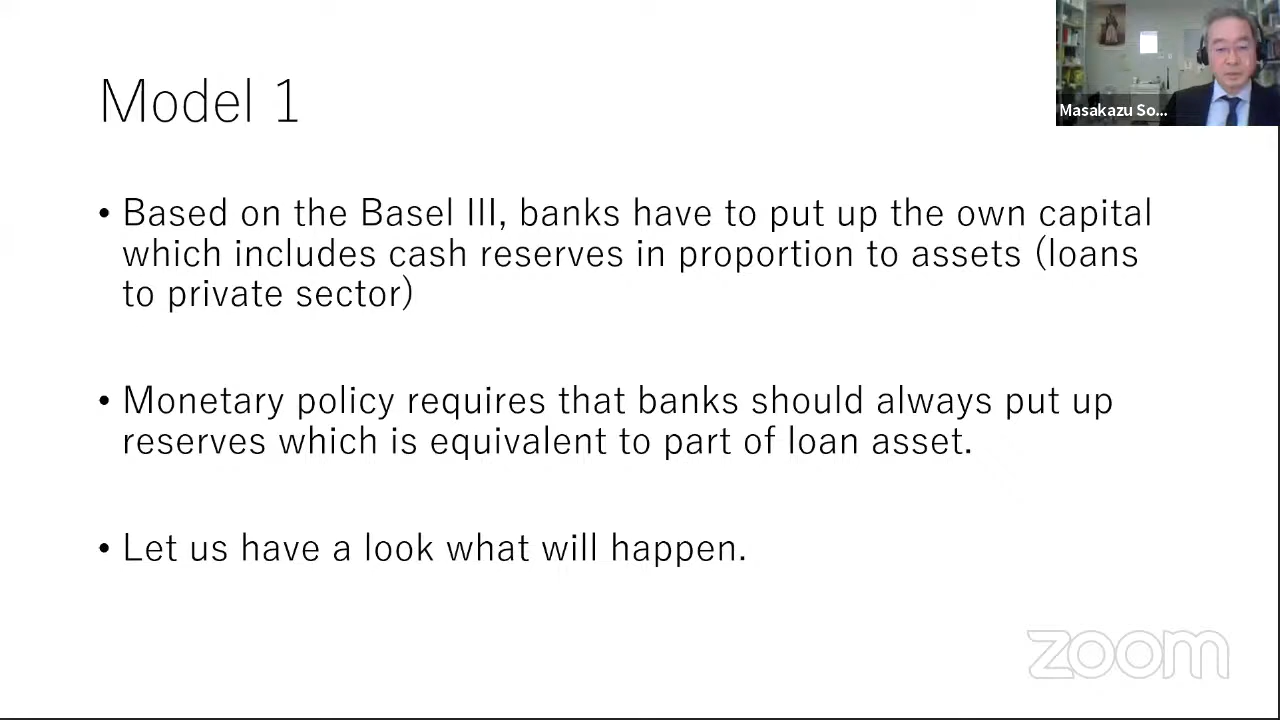 Model 1
Masakazu So...
• Based on the Basel III, banks have to put up the own capital
which includes cash reserves in proportion to assets (loans
to private sector)
• Monetary policy requires that banks should always put up
reserves which is equivalent to part of loan asset.
• Let us have a look what will happen.
zoom